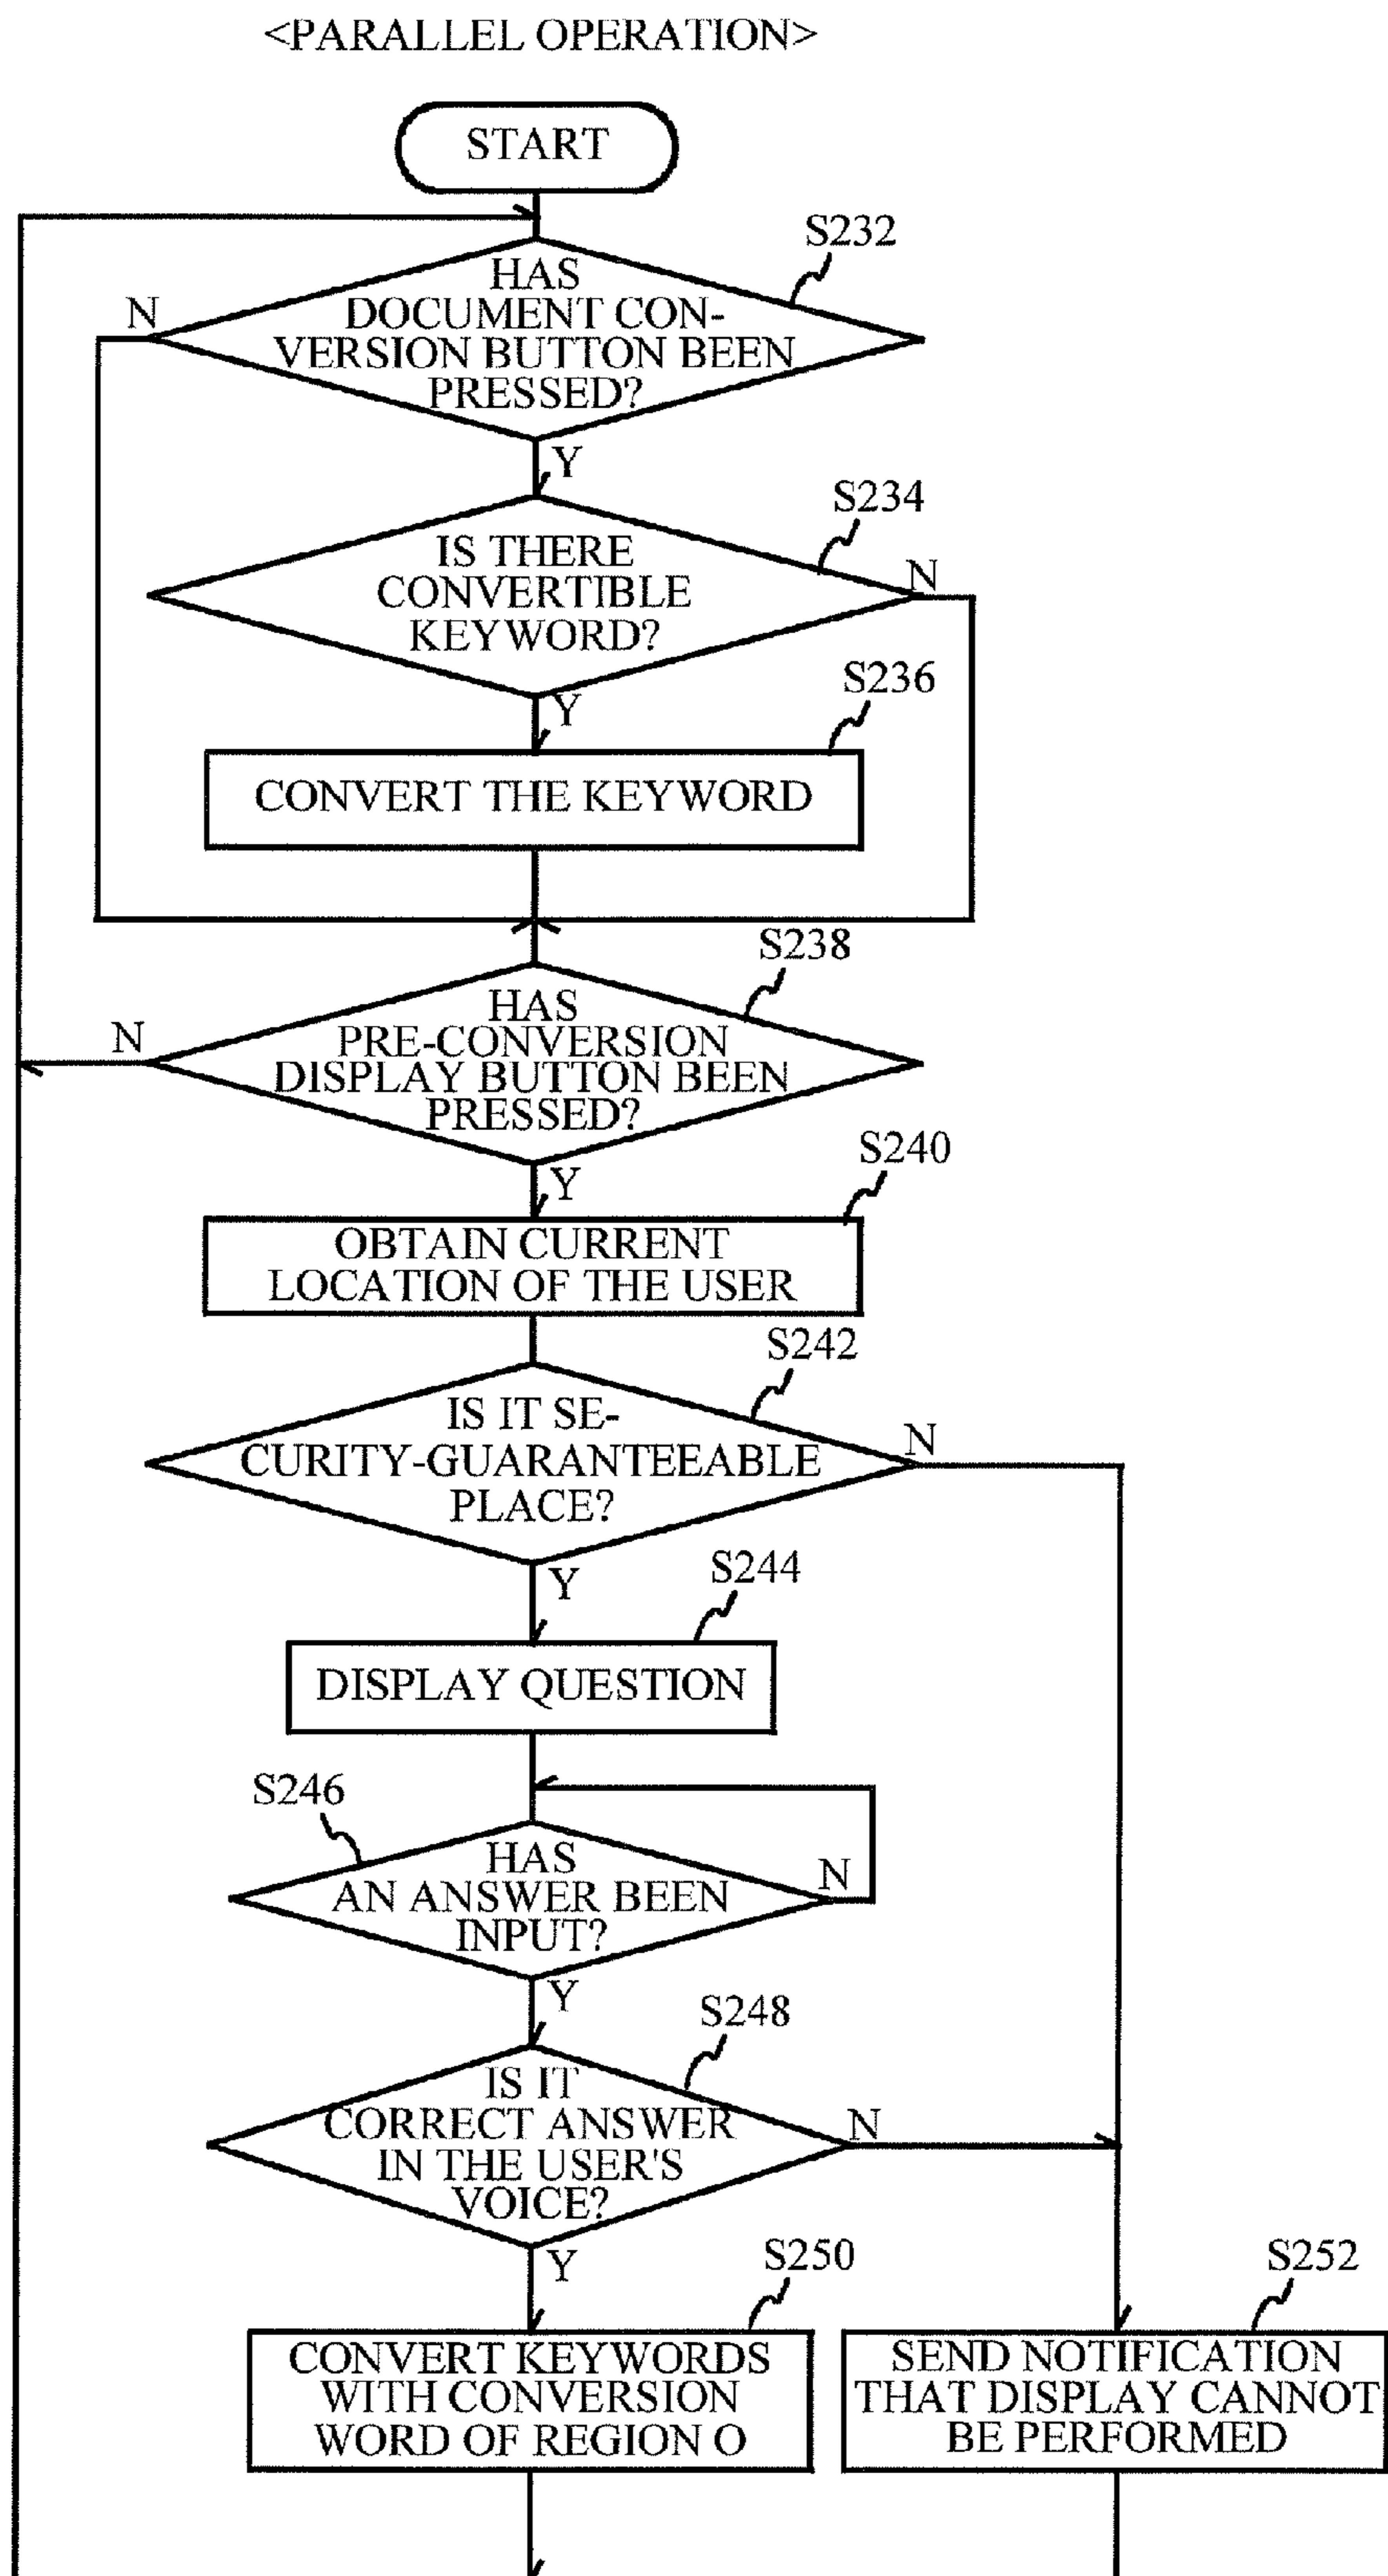 <PARALLEL OPERATION>
START
S232
N
HAS
DOCUMENT CON-
VERSION BUTTON BEEN
PRESSED?
Y
S234
IS THERE
CONVERTIBLE
KEYWORD?
N
Y
S236
CONVERT THE KEYWORD
S238
N
HAS
PRE-CONVERSION
DISPLAY BUTTON BEEN
PRESSED?
Y
S240
OBTAIN CURRENT
LOCATION OF THE USER
S242
IS IT SE-
CURITY-GUARANTEEABLE
PLACE?
N
Y
S244
DISPLAY QUESTION
S246
HAS
AN ANSWER BEEN
INPUT?
N
Y
S248
IS IT
CORRECT ANSWER
IN THE USER'S
VOICE?
N
Y
S250
CONVERT KEYWORDS
WITH CONVERSION
WORD OF REGION O
S252
SEND NOTIFICATION
THAT DISPLAY CANNOT
BE PERFORMED